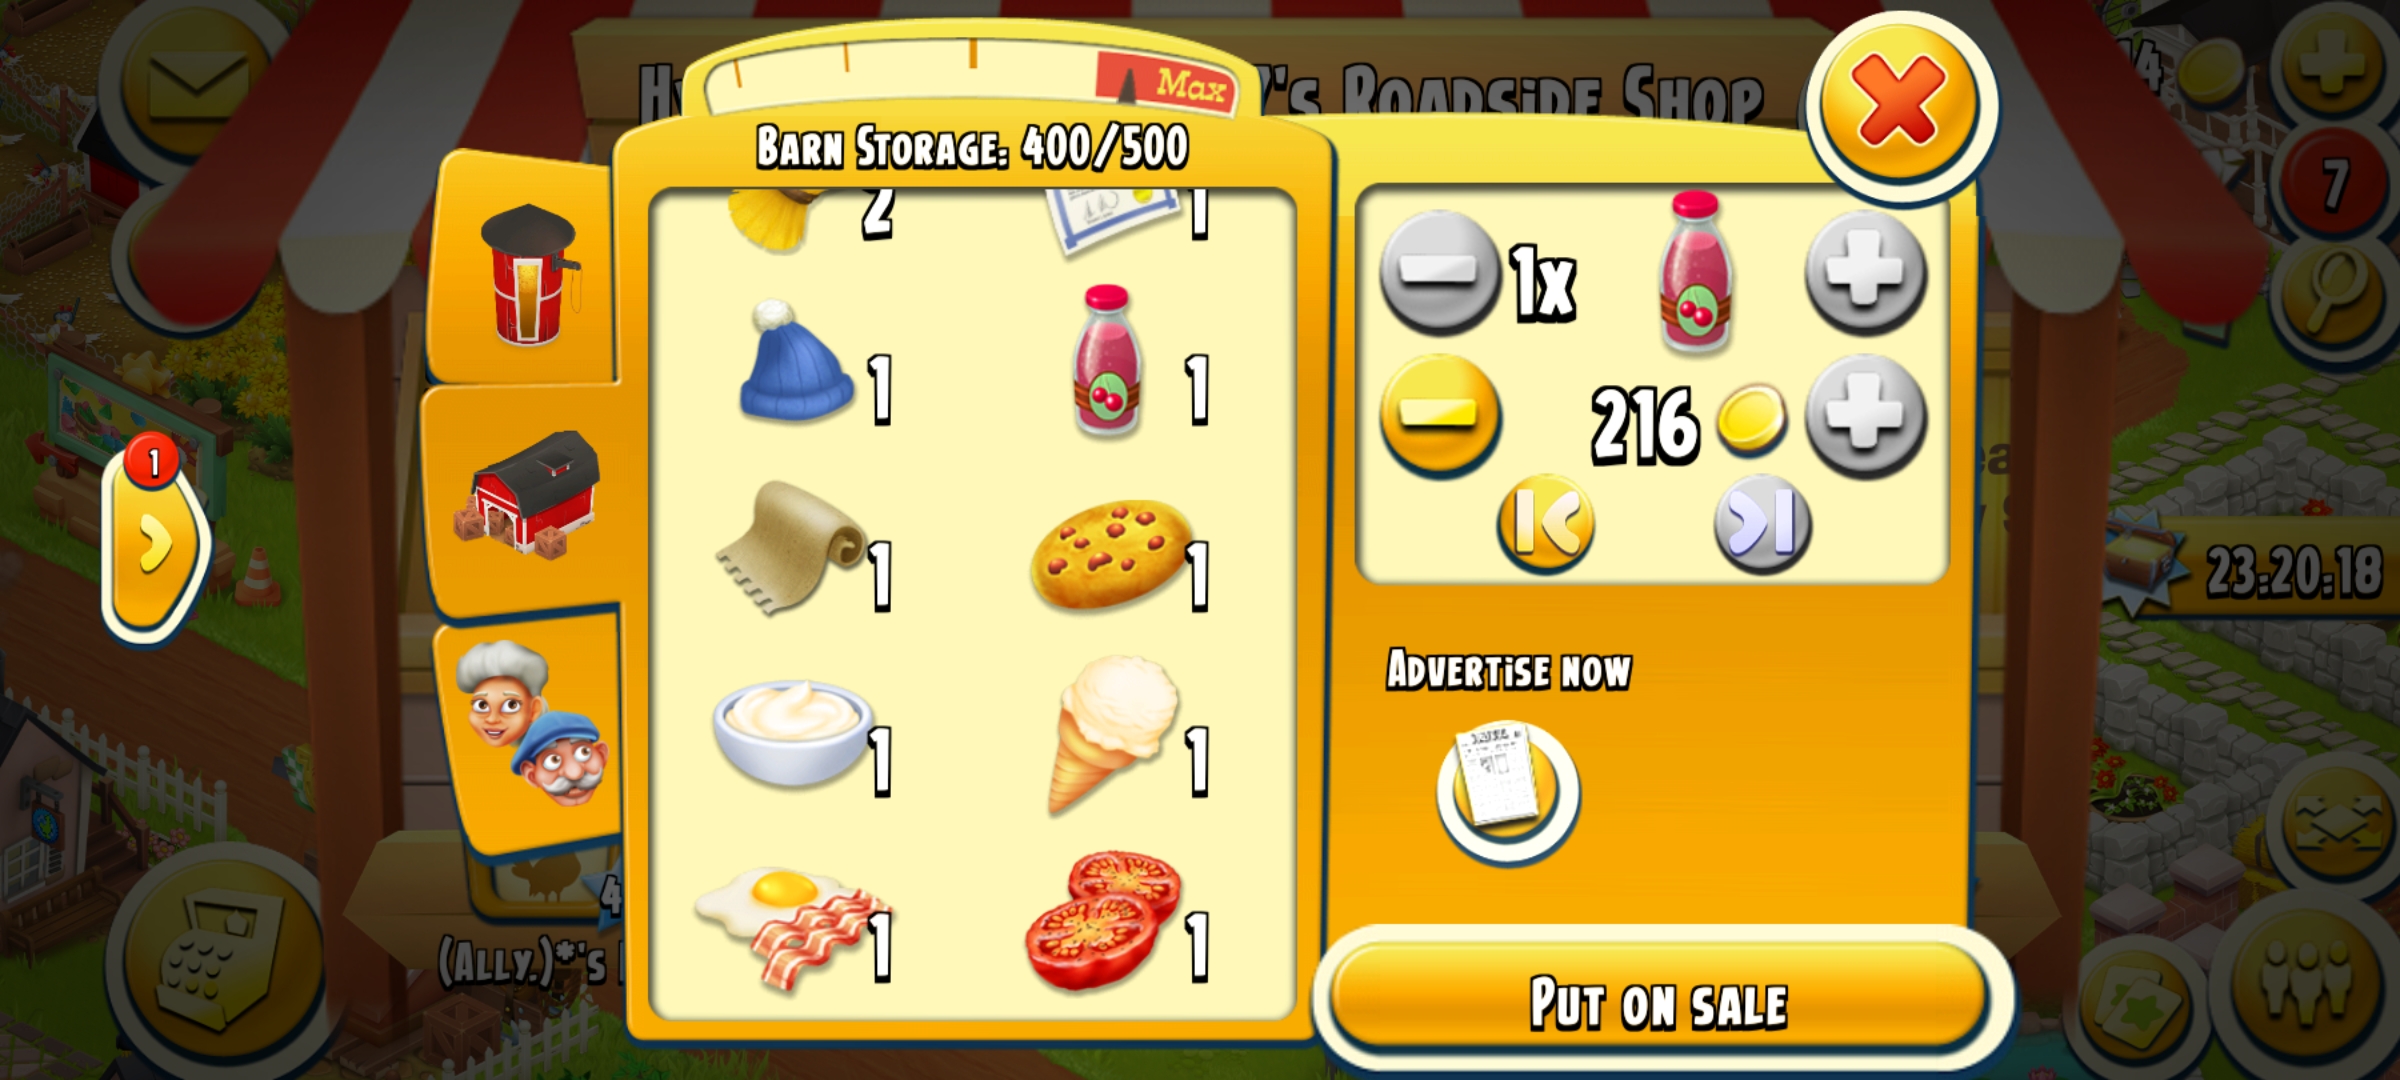 's Roadside Shop
Max
Barn Storage: 400/500
2
1
1
1
1
1
1
1
1
1
1x
216
Advertise now
Put on sale
1
7
23:20:18
(Ally.)*'s